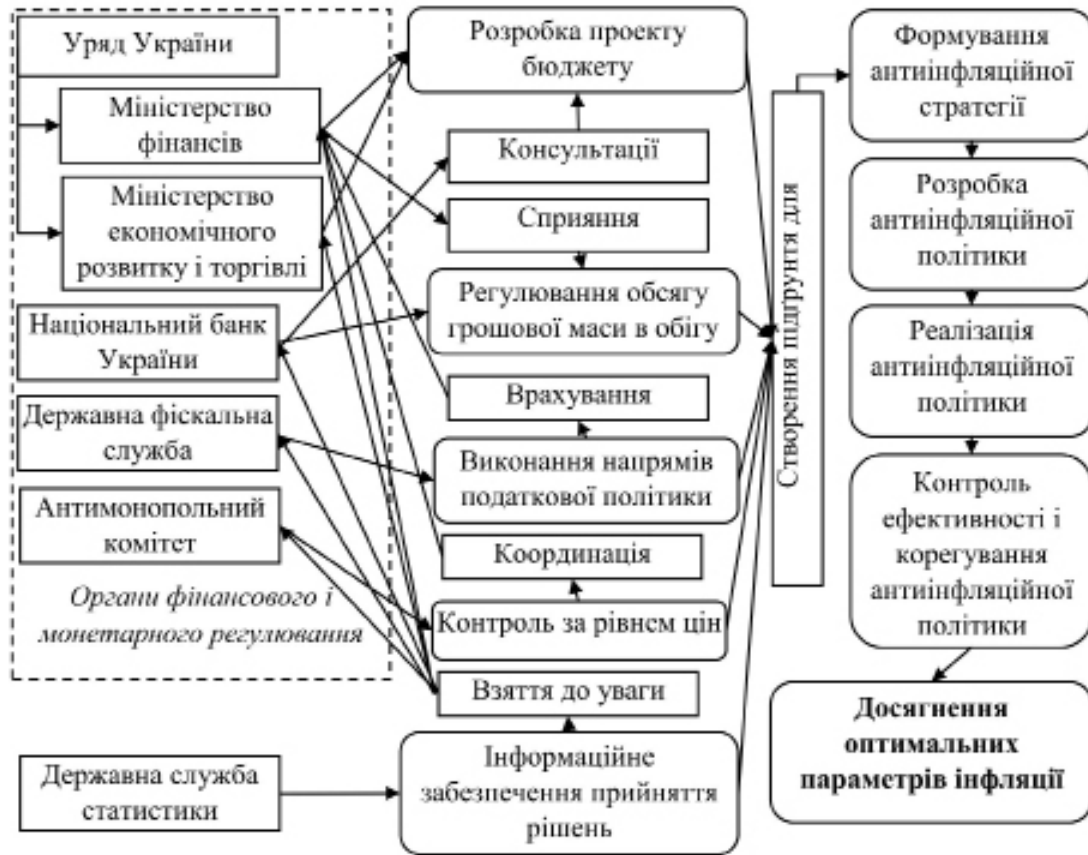 Уряд України
Міністерство
фінансів
Міністерство
економічного
розвитку і торгівлі
Національний банк
України
Державна фіскальна
служба
Антимонопольний
комітет
Органи фінансового і
монетарного регулювання
Державна служба
статистики
Розробка проекту
бюджету
Консультації
Сприяння
Регулювання обсягу
грошової маси в обігу
Врахування
Виконання напрямів
податкової політики
Координація
Контроль за рівнем цін
Взяття до уваги
Інформаційне
забезпечення прийняття
рішень
Створення підґрунтя для
Формування
антиінфляційної
стратегії
Розробка
антиінфляційної
політики
Реалізація
антиінфляційної
політики
Контроль
ефективності і
корегування
антиінфляційної
політики
Досягнення
оптимальних
параметрів інфляції